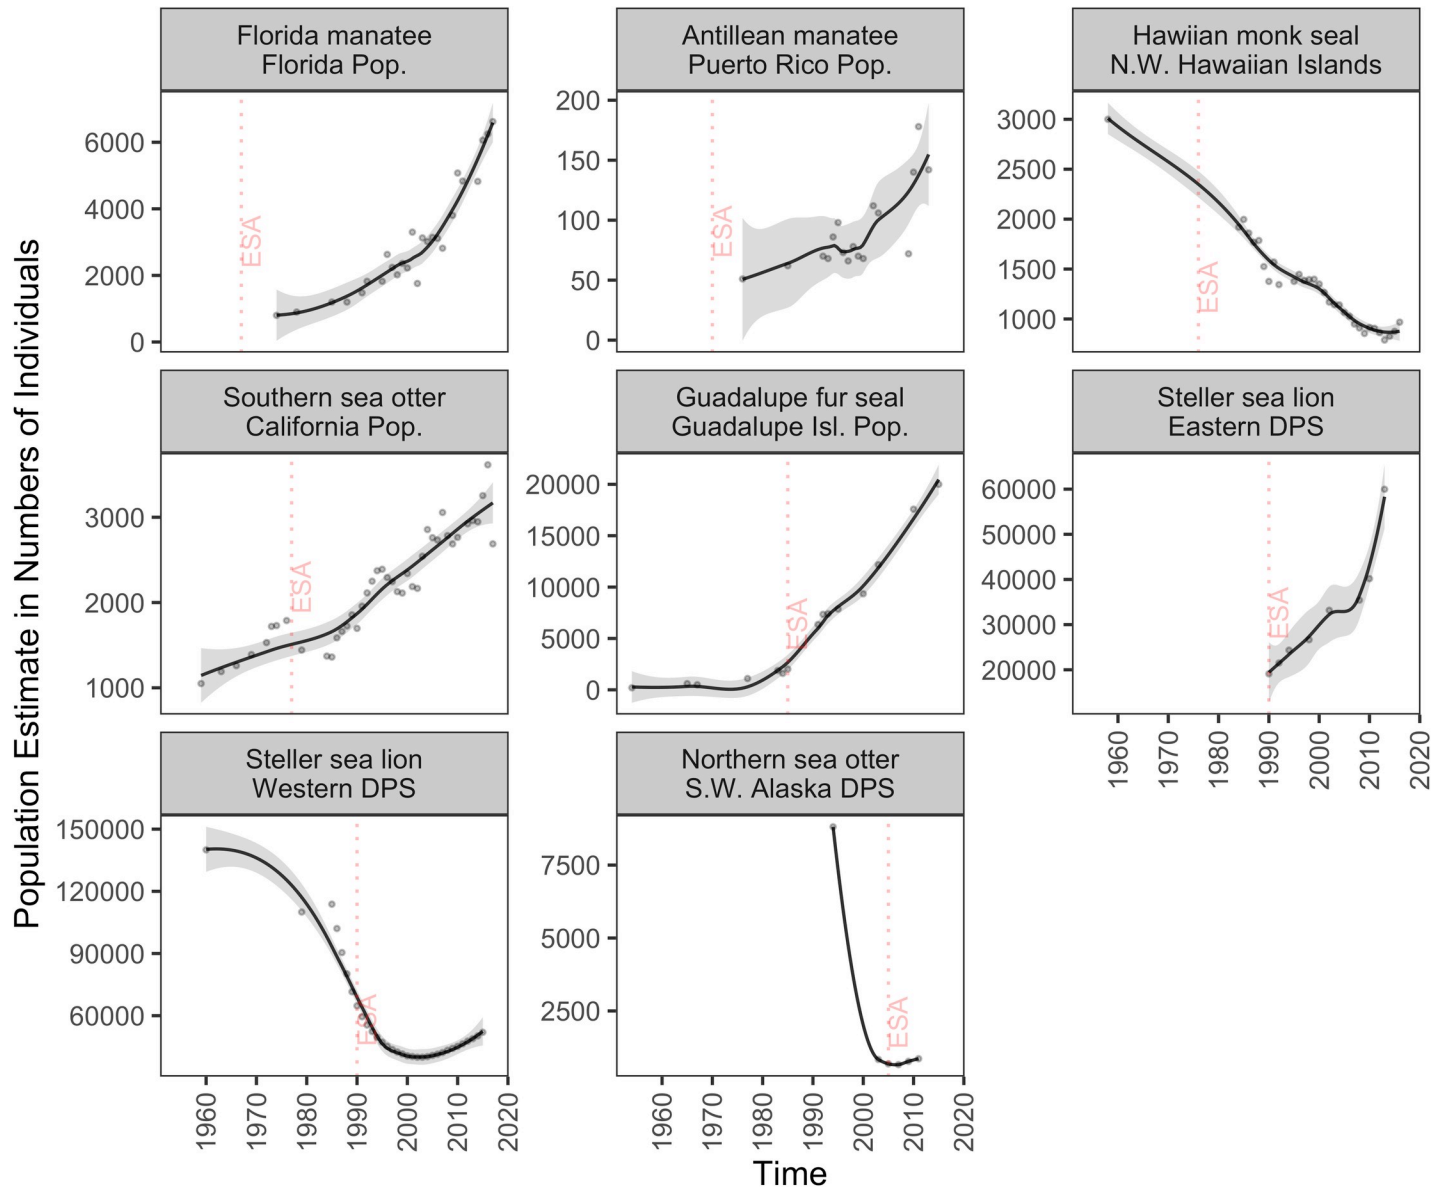 Population Estimate in Numbers of Individuals
Florida manatee
Florida Pop.
6000
4000
2000
0
ESA
Antillean manatee
Puerto Rico Pop.
200
150
100
50
0
ESA
Hawiian monk seal
N.W. Hawaiian Islands
3000
2500
2000
1500
1000
ESA
Southern sea otter
California Pop.
3000
2000
1000
ESA
Guadalupe fur seal
Guadalupe Isl. Pop.
20000
15000
10000
5000
0
ESA
Steller sea lion
Eastern DPS
60000
50000
40000
30000
20000
ESA
1960 1970 1980 1990 2000 2010 2020
Steller sea lion
Western DPS
150000
120000
90000
60000
ESA
1960 1970 1980 1990 2000 2010 2020
Northern sea otter
S.W. Alaska DPS
7500
5000
2500
ESA
1960 1970 1980 1990 2000 2010 2020
Time